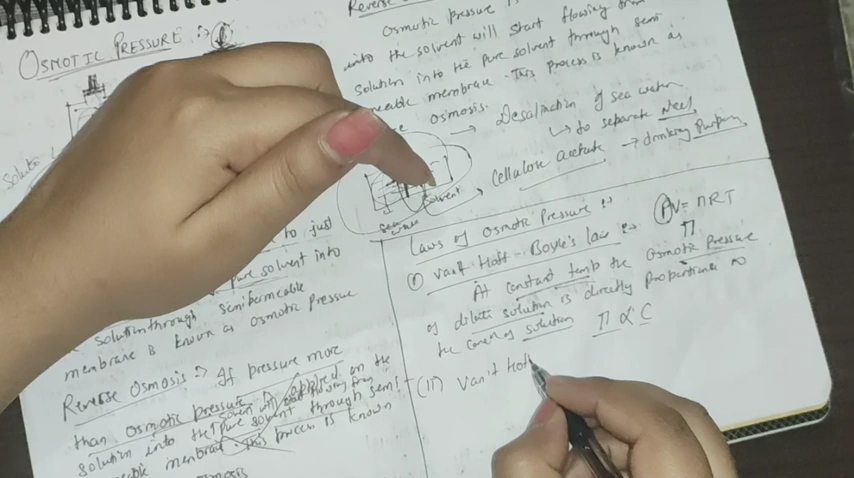 OSMOTIC PRESSURE :-
to just
pure solvent into
solution through semipermeable
membrane is known as osmotic pressure
Reverse Osmosis :- If pressure more
than osmotic pressure is applied on the
solution into the pure solvent through semi-
membrane This process is known
osmosis
Reverse
Osmotic pressure
into the solvent will start flowing from
solution into the pure solvent through semi
membrane. This process is known as
osmosis.
→ Desalination of sea water
↳ to separate
Cellulose acetate → drinking purpose
Solvent
Laws of Osmotic Pressure :-
PV = nRT
π
(i) Vant Hoff - Boyle's law :-
At constant temp the Osmotic Pressure
of dilute solution is directly proportional to
the concn of solution π ∝ C
(II) Van't Hoff